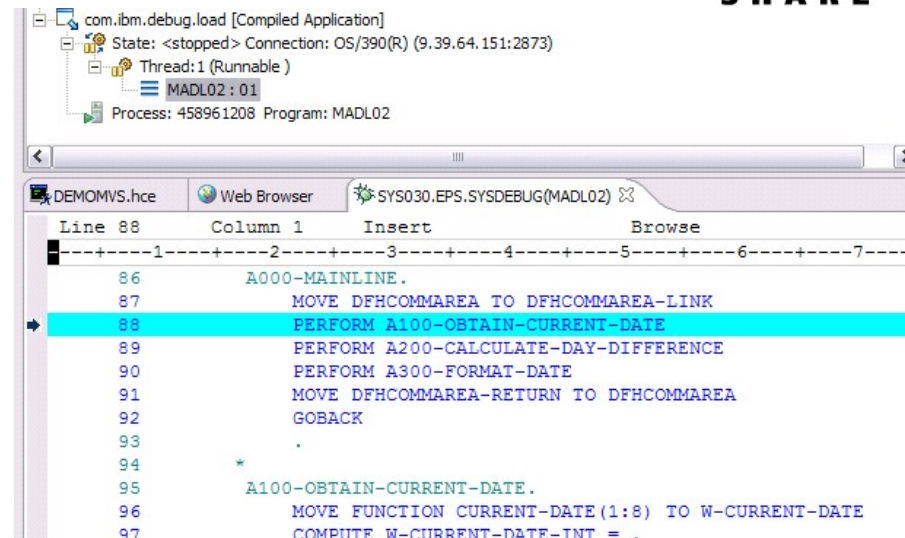 SHARE
com.ibm.debug.load [Compiled Application]
State: <stopped> Connection: OS/390(R) (9.39.64.151:2873)
Thread:1 (Runnable )
MADL02 : 01
Process: 458961208 Program: MADL02
DEMOMVS.hce Web Browser SYS030.EPS.SYSDEBUG(MADL02)
Line 88 Column 1 Insert Browse
----+----1----+----2----+----3----+----4----+----5----+----6----+----7----
86 A000-MAINLINE.
87 MOVE DFHCOMMAREA TO DFHCOMMAREA-LINK
88 PERFORM A100-OBTAIN-CURRENT-DATE
89 PERFORM A200-CALCULATE-DAY-DIFFERENCE
90 PERFORM A300-FORMAT-DATE
91 MOVE DFHCOMMAREA-RETURN TO DFHCOMMAREA
92 GOBACK
93 .
94 *
95 A100-OBTAIN-CURRENT-DATE.
96 MOVE FUNCTION CURRENT-DATE(1:8) TO W-CURRENT-DATE
97 COMPUTE W-CURRENT-DATE-INT =